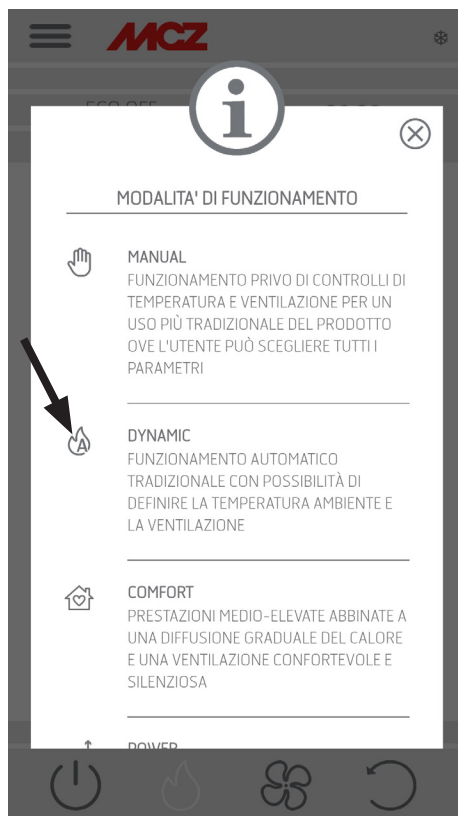 MCZ
MODALITA' DI FUNZIONAMENTO
MANUAL
FUNZIONAMENTO PRIVO DI CONTROLLI DI
TEMPERATURA E VENTILAZIONE PER UN
USO PIÙ TRADIZIONALE DEL PRODOTTO
OVE L'UTENTE PUÒ SCEGLIERE TUTTI I
PARAMETRI
A
DYNAMIC
FUNZIONAMENTO AUTOMATICO
TRADIZIONALE CON POSSIBILITÀ DI
DEFINIRE LA TEMPERATURA AMBIENTE E
LA VENTILAZIONE
COMFORT
PRESTAZIONI MEDIO-ELEVATE ABBINATE A
UNA DIFFUSIONE GRADUALE DEL CALORE
E UNA VENTILAZIONE CONFORTEVOLE E
SILENZIOSA
POWER